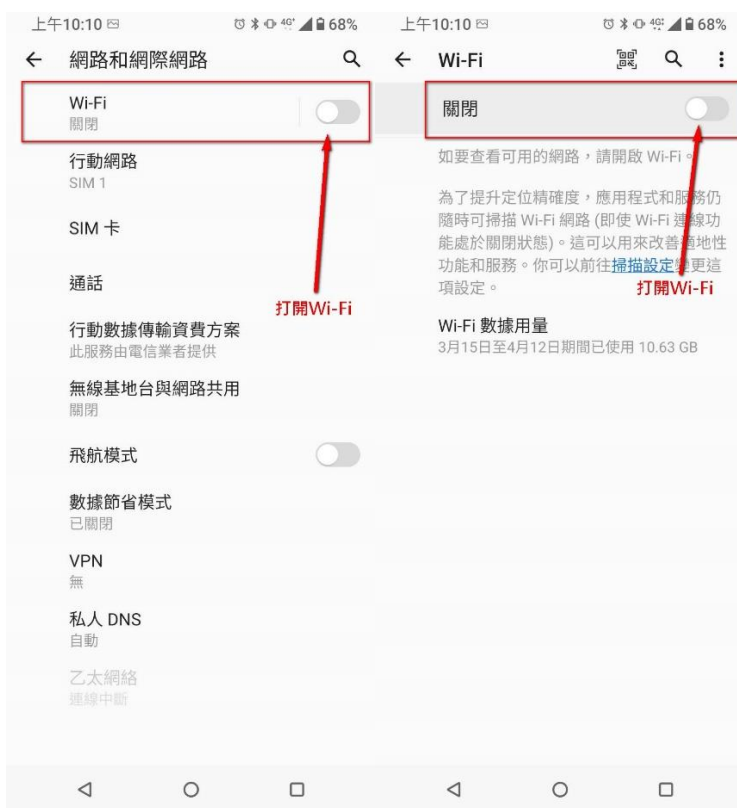 上午10:10
4G+
68%
網路和網際網路
Wi-Fi
關閉
行動網路
SIM 1
SIM 卡
通話
打開Wi-Fi
行動數據傳輸資費方案
此服務由電信業者提供
無線基地台與網路共用
關閉
飛航模式
數據節省模式
已關閉
VPN
無
私人 DNS
自動
乙太網絡
連線中斷
上午10:10
68%
Wi-Fi
關閉
如要查看可用的網路，請開啟 Wi-Fi。
為了提升定位精確度，應用程式和服務仍
隨時可掃描 Wi-Fi 網路 (即使 Wi-Fi 連線功
能處於關閉狀態)。這可以用來改善適地性
功能和服務。你可以前往掃描設定變更這
項設定。
打開Wi-Fi
Wi-Fi 數據用量
3月15日至4月12日期間已使用 10.63 GB